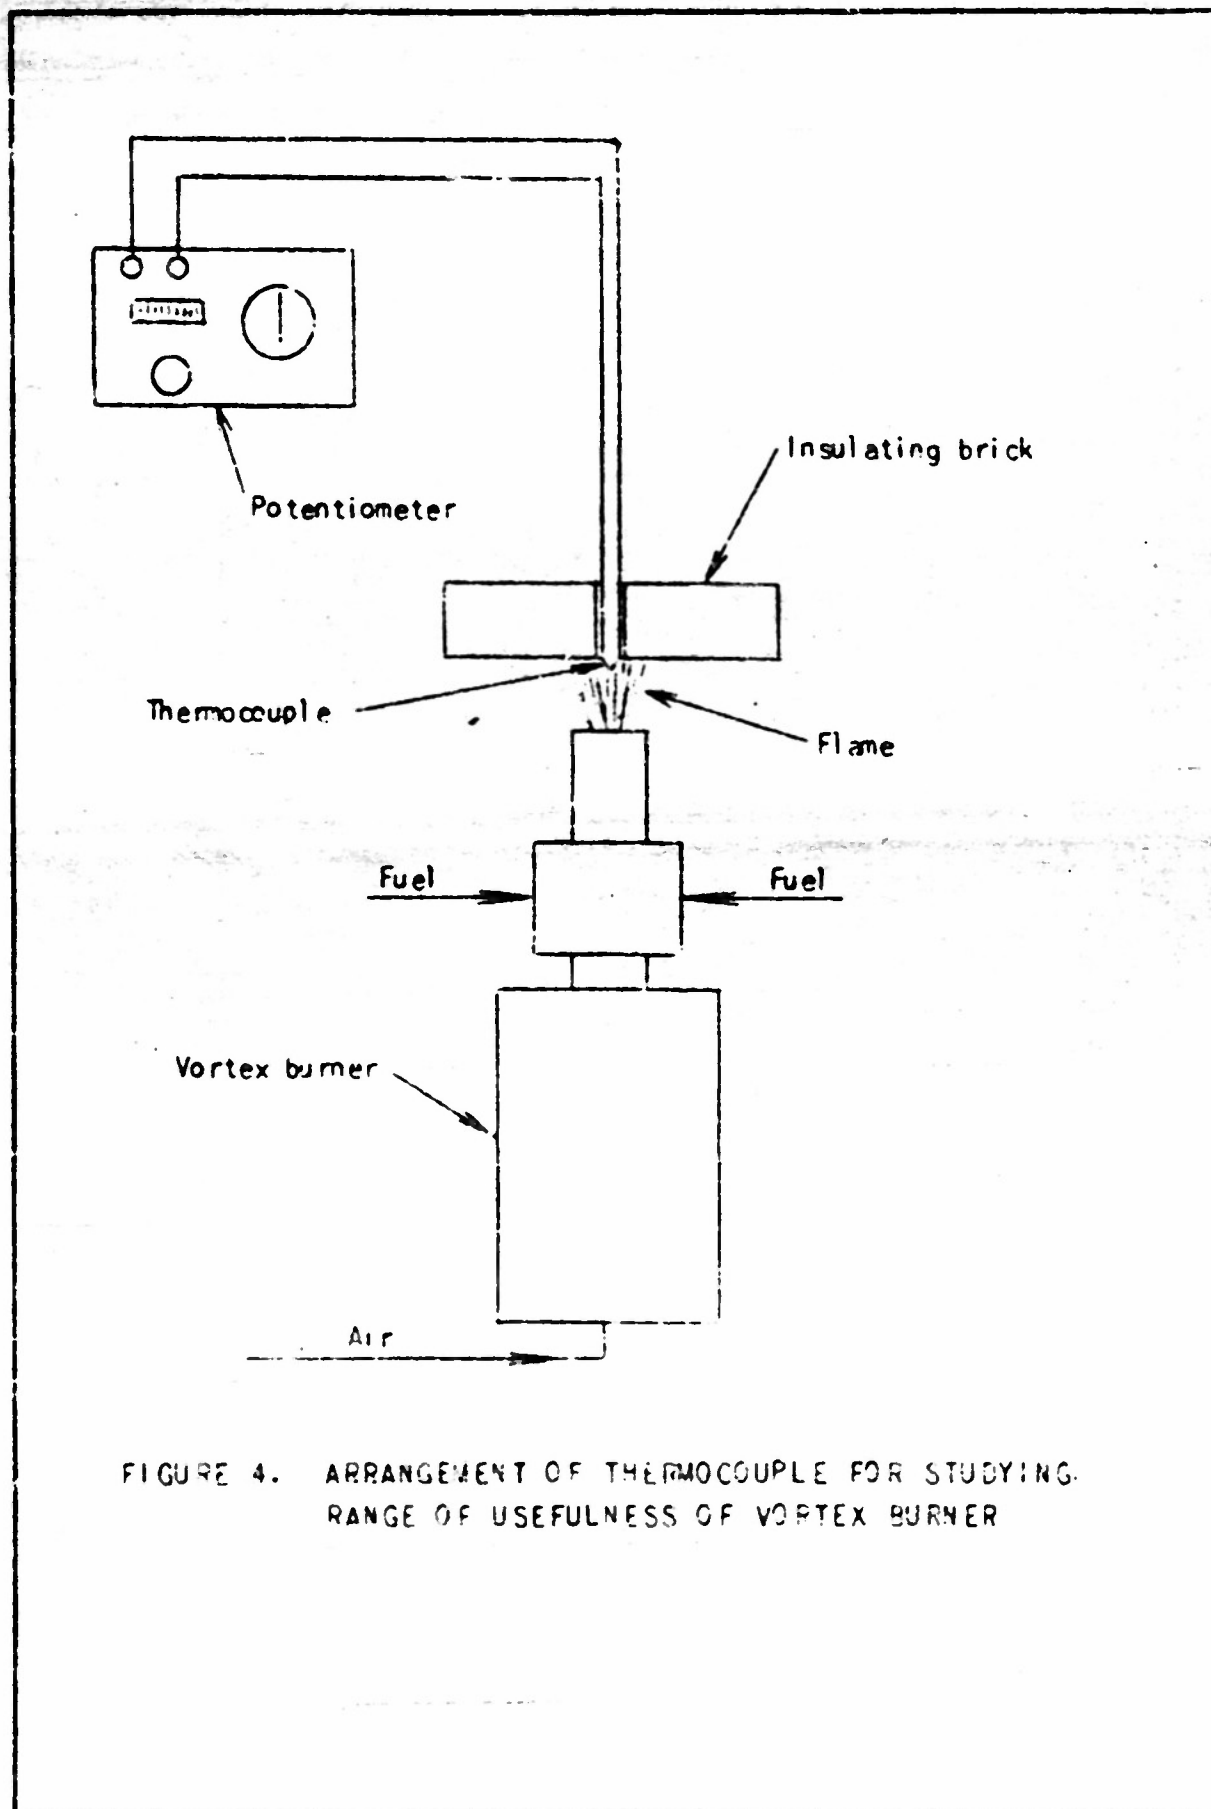 Insulating brick
Potentiometer
Thermocouple
Flame
Fuel
Fuel
Vortex burner
Air
FIGURE 4. ARRANGEMENT OF THERMOCOUPLE FOR STUDYING
RANGE OF USEFULNESS OF VORTEX BURNER